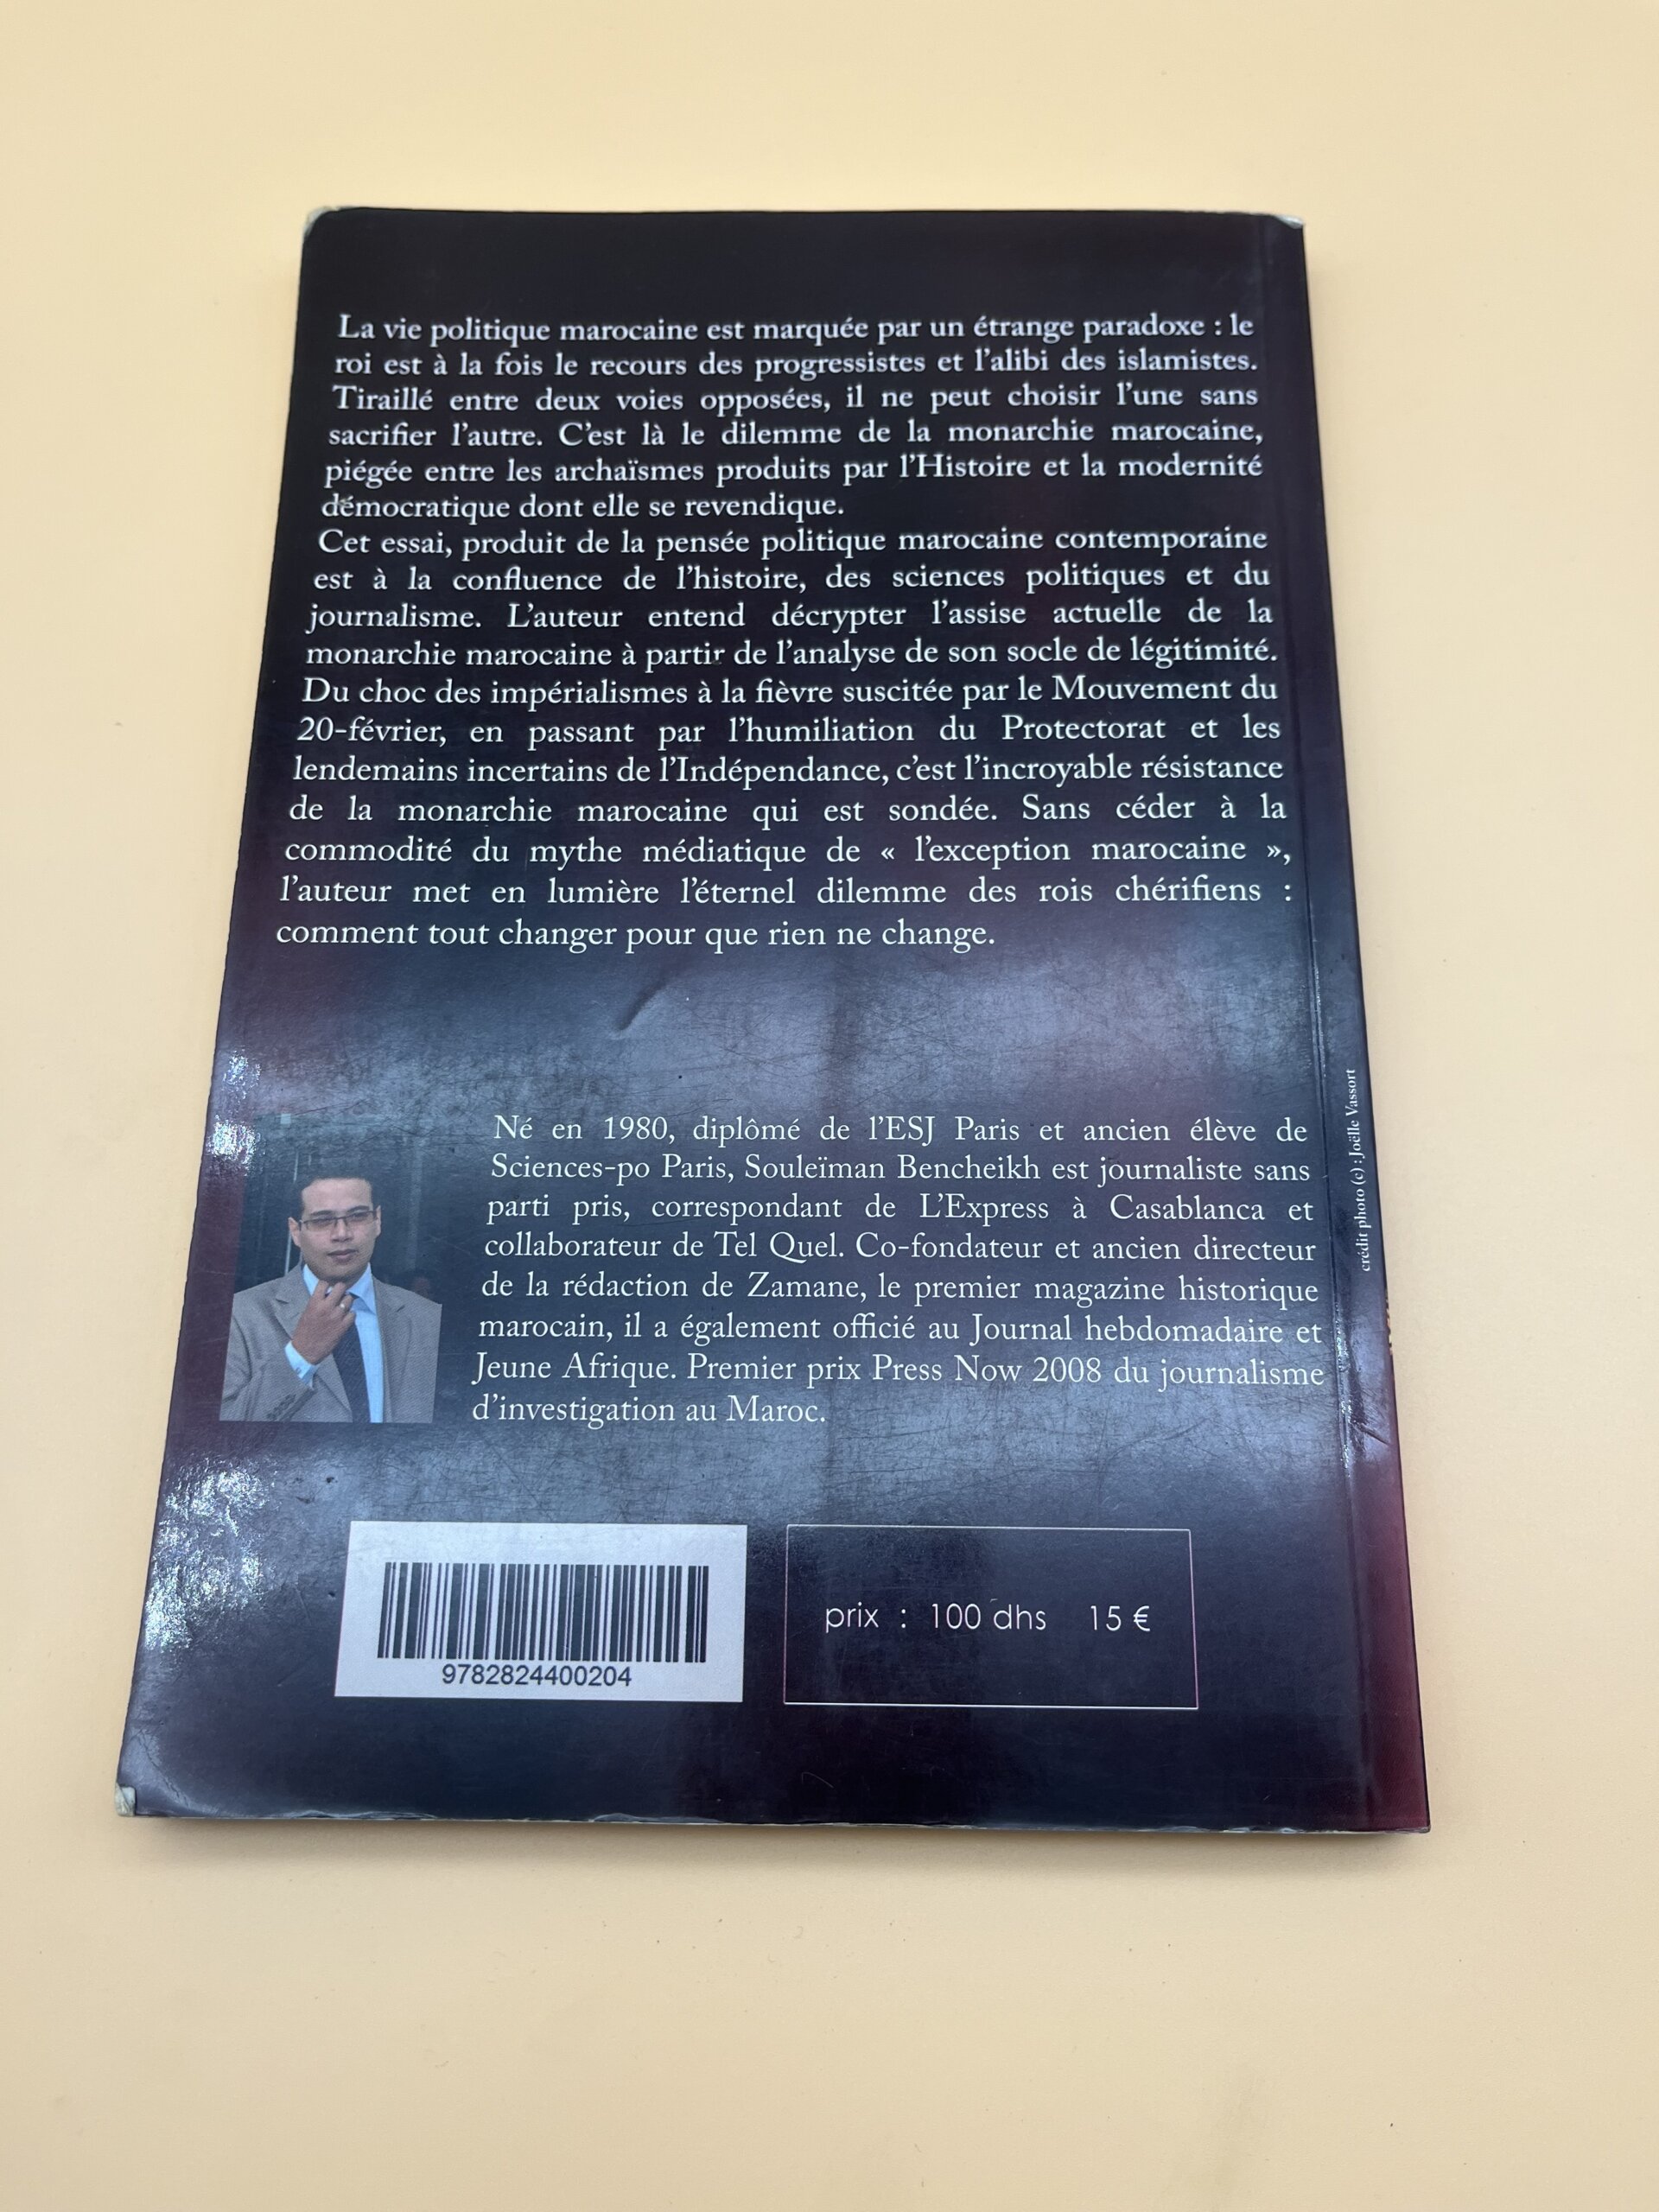 La vie politique marocaine est marquée par un étrange paradoxe : le
roi est à la fois le recours des progressistes et l'alibi des islamistes.
Tiraillé entre deux voies opposées, il ne peut choisir l'une sans
sacrifier l'autre. C'est là le dilemme de la monarchie marocaine,
piégée entre les archaïsmes produits par l'Histoire et la modernité
démocratique dont elle se revendique.
Cet essai, produit de la pensée politique marocaine contemporaine
est à la confluence de l'histoire, des sciences politiques et du
journalisme. L'auteur entend décrypter l'assise actuelle de la
monarchie marocaine à partir de l'analyse de son socle de légitimité.
Du choc des impérialismes à la fièvre suscitée par le Mouvement du
20-février, en passant par l'humiliation du Protectorat et les
lendemains incertains de l'Indépendance, c'est l'incroyable résistance
de la monarchie marocaine qui est sondée. Sans céder à la
commodité du mythe médiatique de « l'exception marocaine »,
l'auteur met en lumière l'éternel dilemme des rois chérifiens :
comment tout changer pour que rien ne change.
Né en 1980, diplômé de l'ESJ Paris et ancien élève de
Sciences-po Paris, Souleïman Bencheikh est journaliste sans
parti pris, correspondant de L'Express à Casablanca et
collaborateur de Tel Quel. Co-fondateur et ancien directeur
de la rédaction de Zamane, le premier magazine historique
marocain, il a également officié au Journal hebdomadaire et
Jeune Afrique. Premier prix Press Now 2008 du journalisme
d'investigation au Maroc.
crédit photo (c) : Joëlle Vassort
9782824400204
prix : 100 dhs 15 €